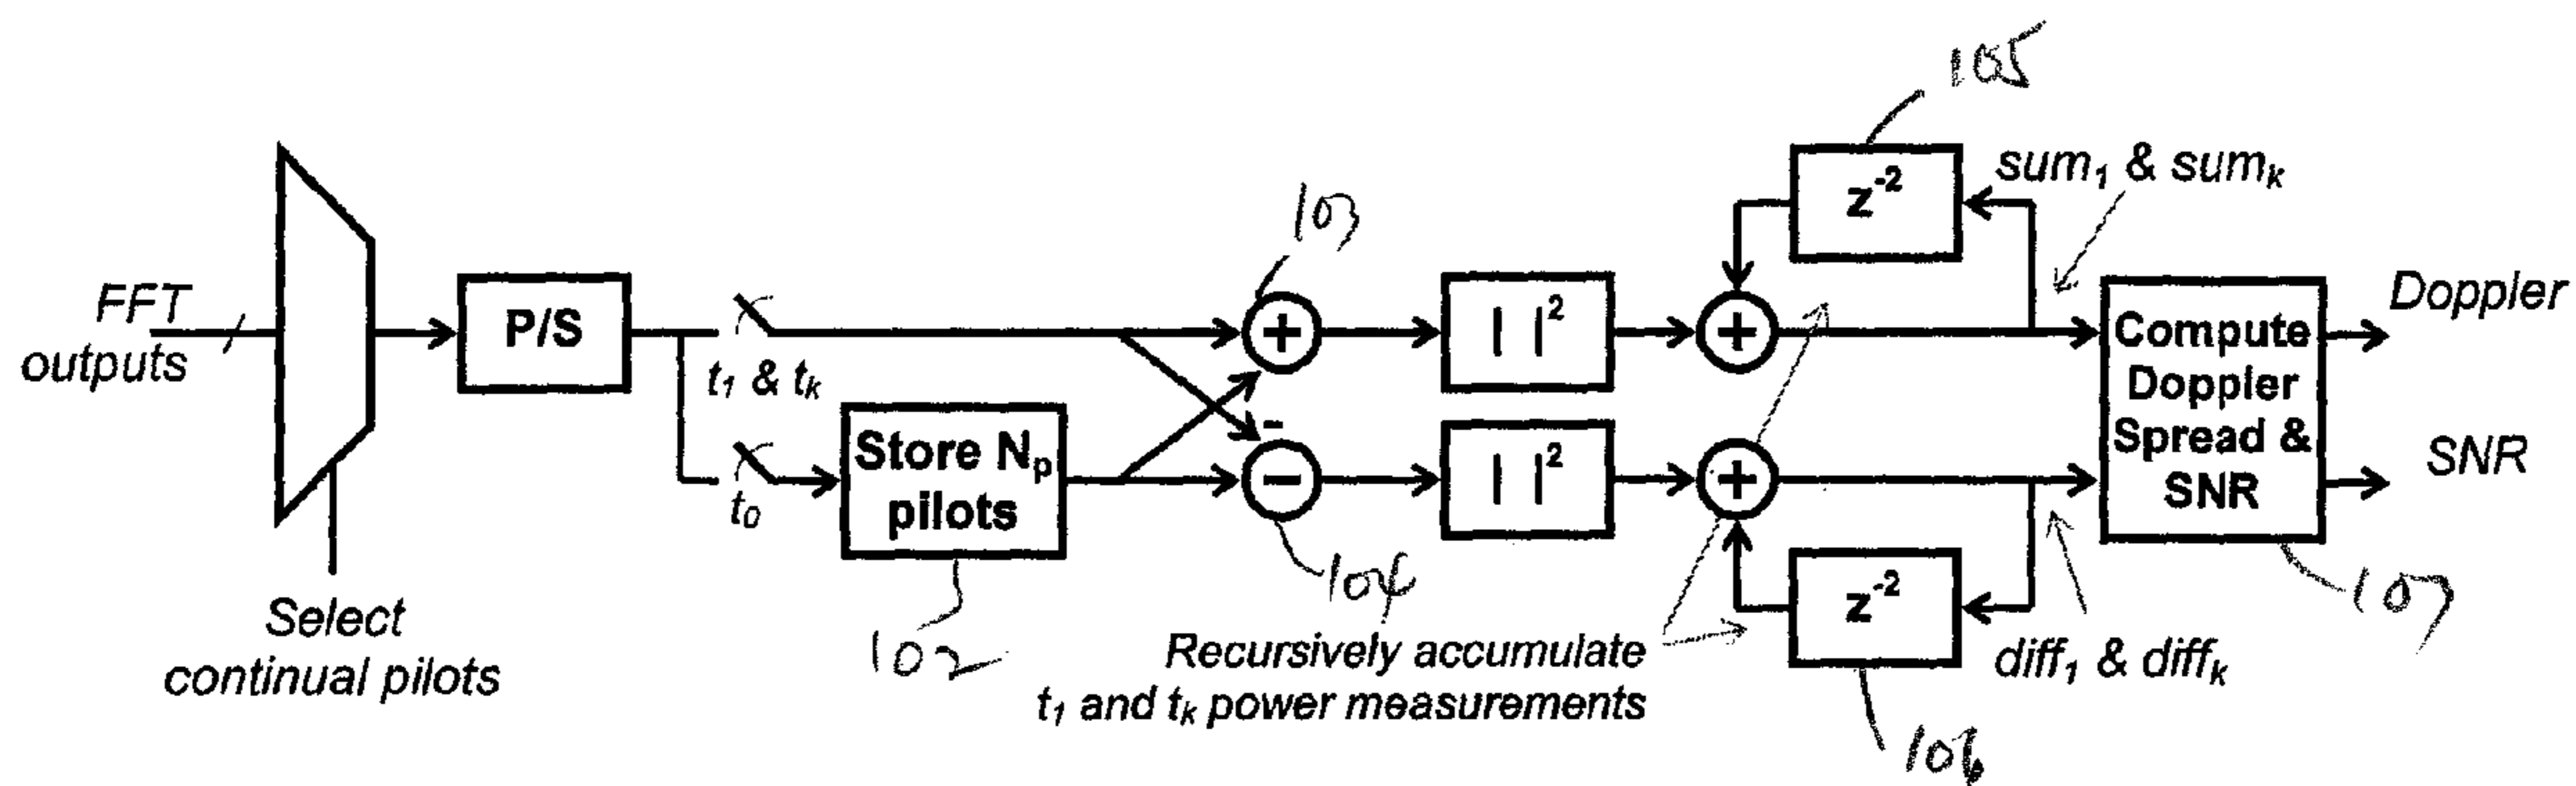 105
sum₁ & sumₖ
z⁻²
103
FFT
outputs
P/S
t₁ & tₖ
+
| |²
+
Compute
Doppler
Spread &
SNR
Doppler
SNR
t₀
Store Nₚ
pilots
-
−
| |²
+
102
104
z⁻²
107
Select
continual pilots
Recursively accumulate
t₁ and tₖ power measurements
diff₁ & diffₖ
106